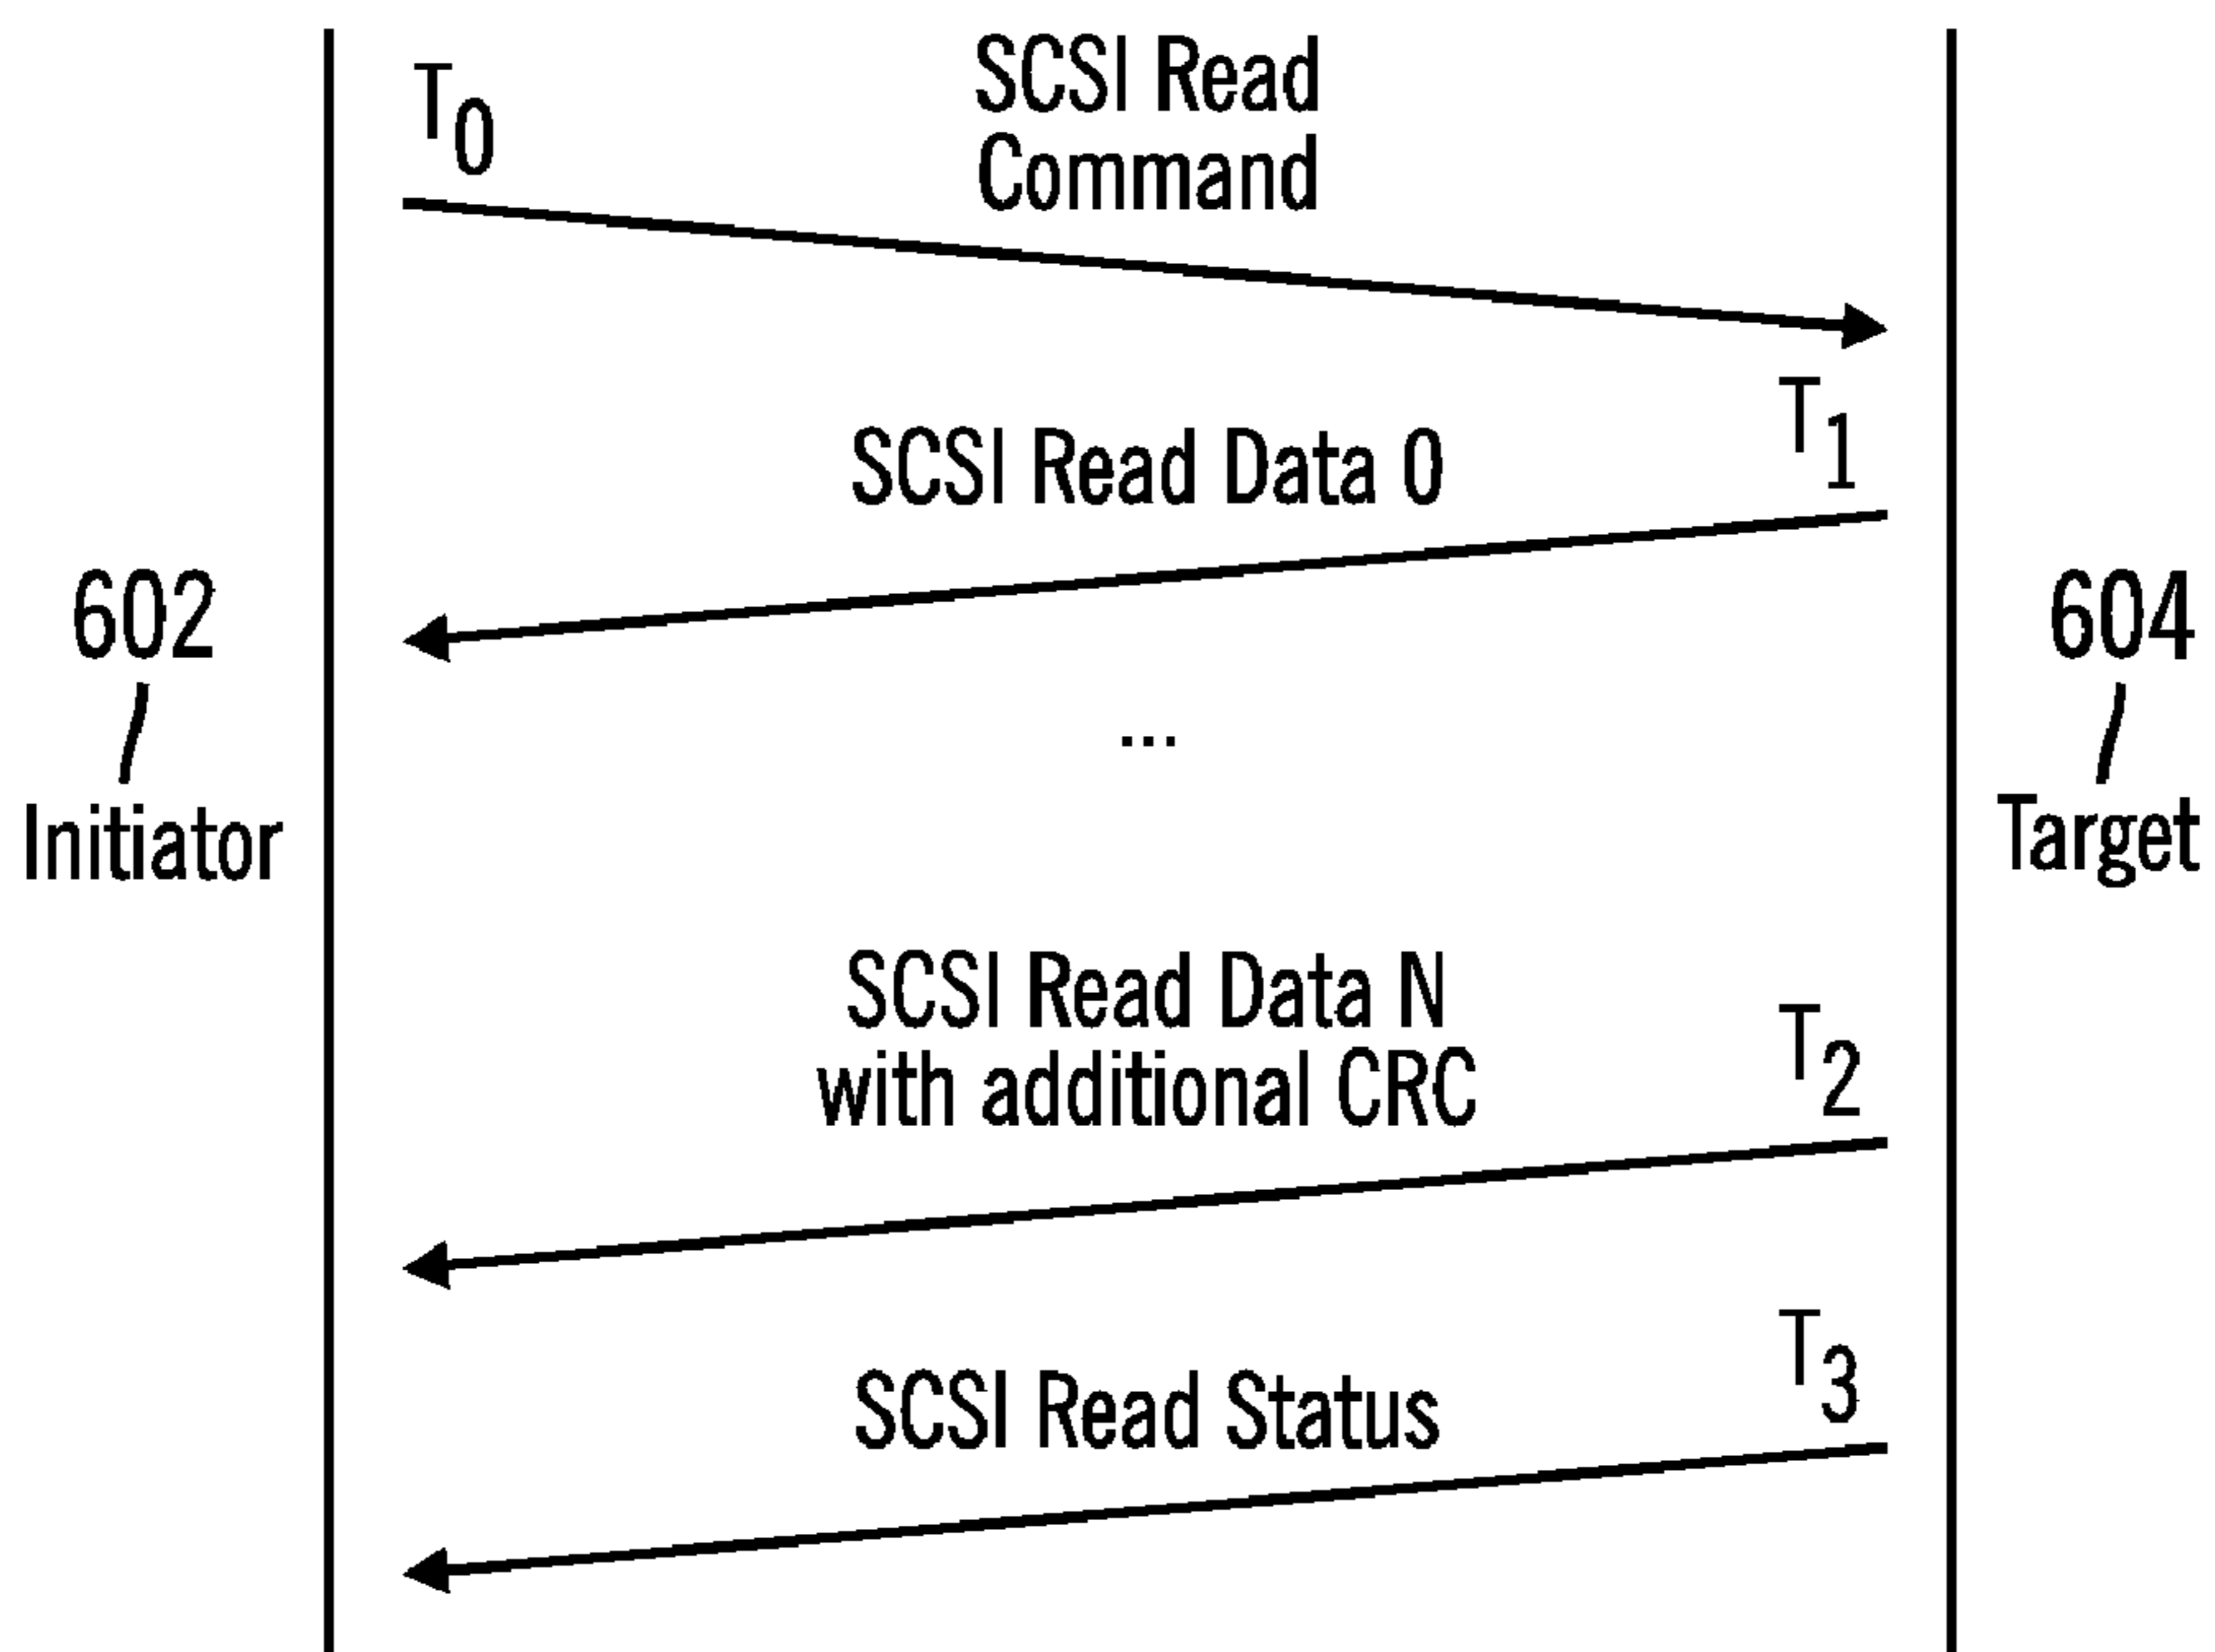 T0
SCSI Read
Command
T1
SCSI Read Data 0
602
604
...
Initiator
Target
SCSI Read Data N
with additional CRC
T2
SCSI Read Status
T3